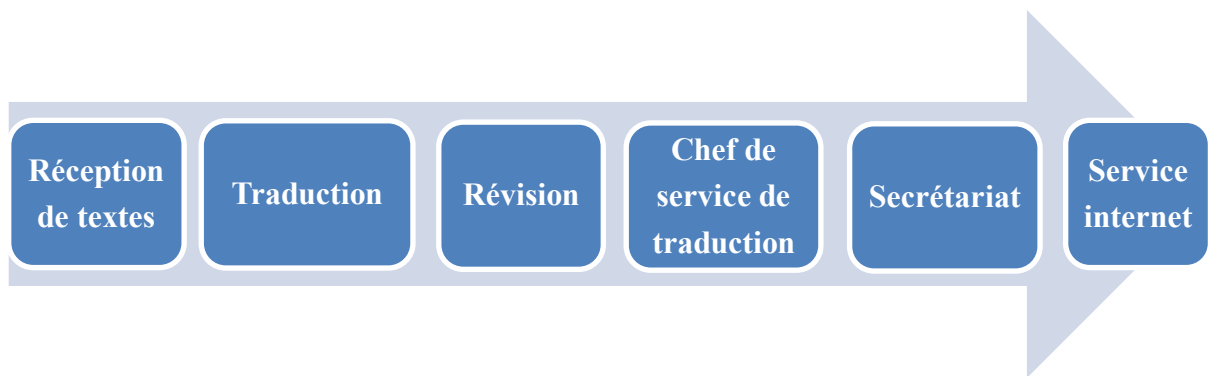 Réception
de textes
Traduction
Révision
Chef de
service de
traduction
Secrétariat
Service
internet